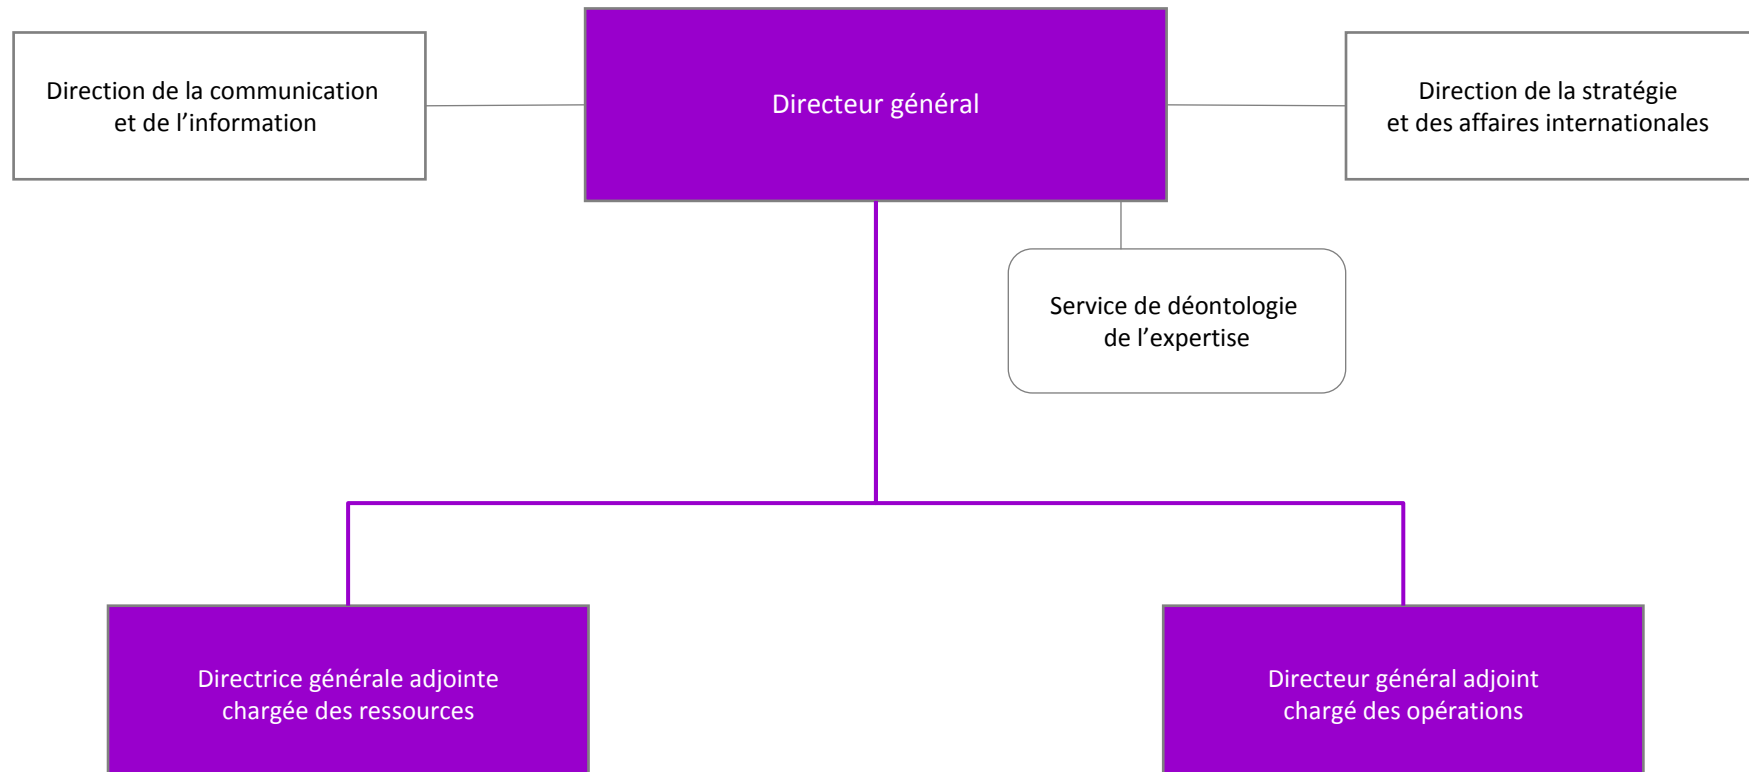 Direction de la communication
et de l’information
Directeur général
Direction de la stratégie
et des affaires internationales
Service de déontologie
de l’expertise
Directrice générale adjointe
chargée des ressources
Directeur général adjoint
chargé des opérations